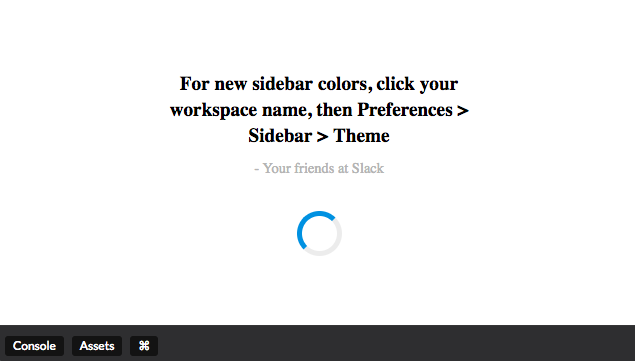 For new sidebar colors, click your
workspace name, then Preferences >
Sidebar > Theme
- Your friends at Slack
Console Assets ⌘